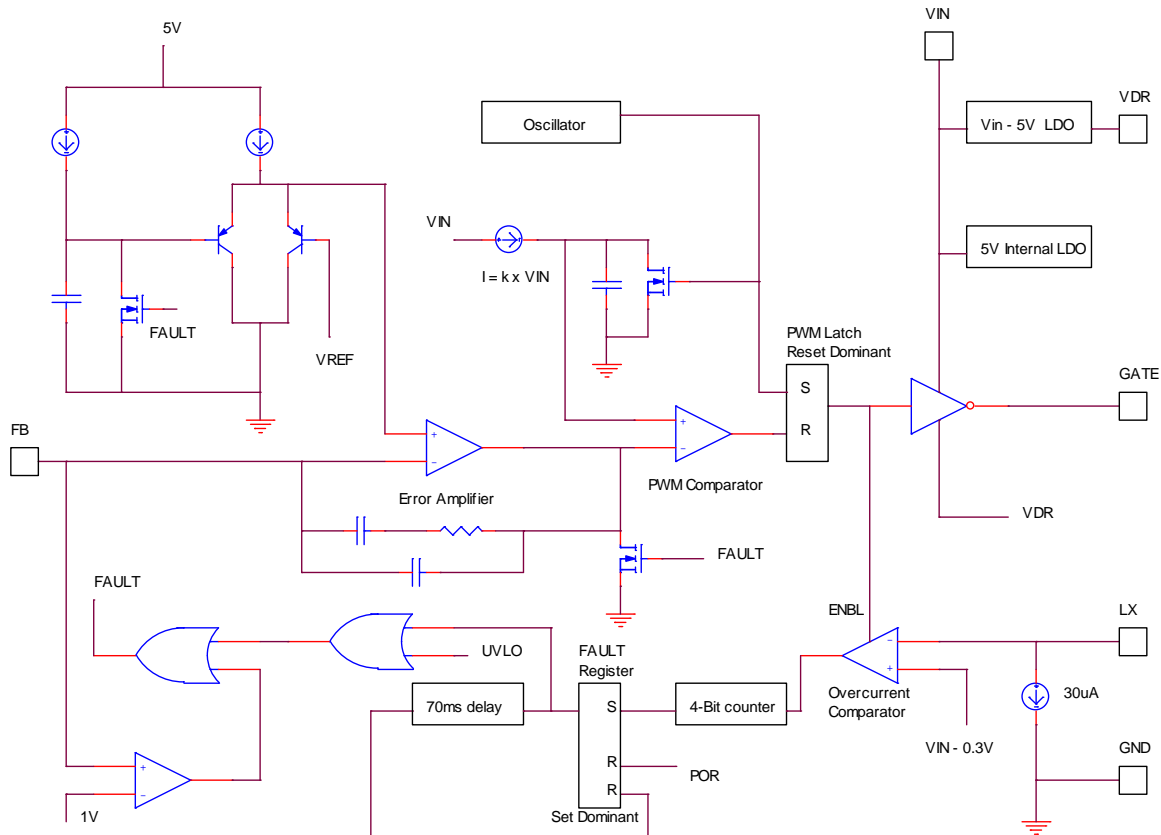 VIN
5V
Oscillator
Vin - 5V LDO
VDR
VIN
I = k x VIN
5V Internal LDO
FAULT
VREF
PWM Latch
Reset Dominant
S
R
GATE
FB
+
−
+
−
PWM Comparator
Error Amplifier
VDR
FAULT
FAULT
ENBL
LX
UVLO
FAULT
Register
−
+
70ms delay
S
4-Bit counter
Overcurrent
Comparator
30uA
VIN - 0.3V
GND
+
−
R
POR
R
1V
Set Dominant